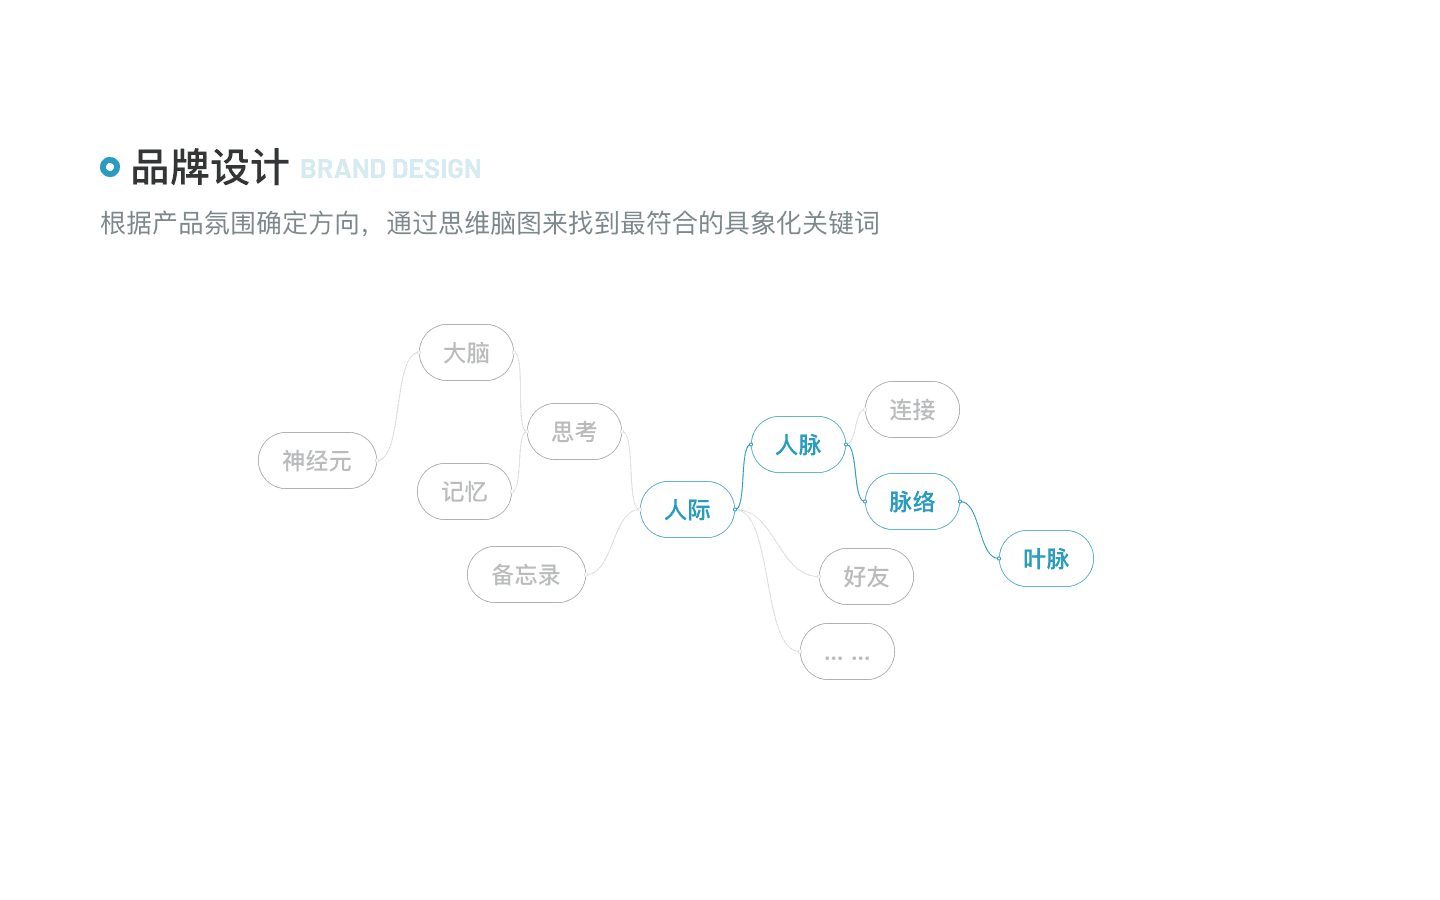 品牌设计 BRAND DESIGN
根据产品氛围确定方向，通过思维脑图来找到最符合的具象化关键词
大脑
连接
思考
人脉
神经元
记忆
脉络
人际
叶脉
备忘录
好友
... ...